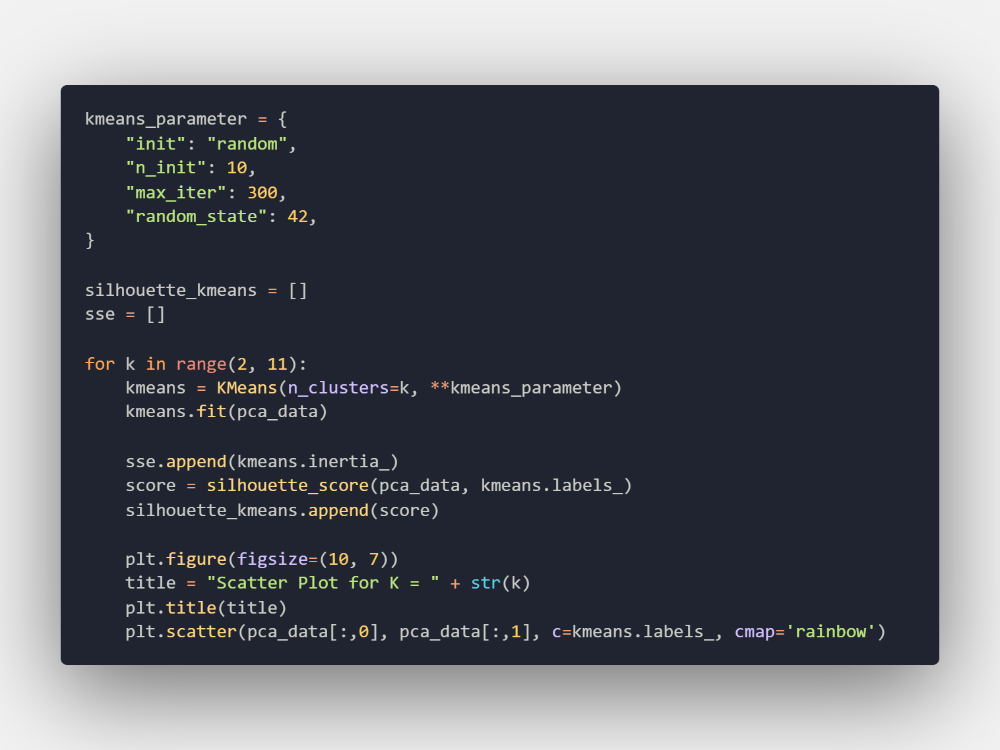 kmeans_parameter = {
    "init": "random",
    "n_init": 10,
    "max_iter": 300,
    "random_state": 42,
}

silhouette_kmeans = []
sse = []

for k in range(2, 11):
    kmeans = KMeans(n_clusters=k, **kmeans_parameter)
    kmeans.fit(pca_data)

    sse.append(kmeans.inertia_)
    score = silhouette_score(pca_data, kmeans.labels_)
    silhouette_kmeans.append(score)

    plt.figure(figsize=(10, 7))
    title = "Scatter Plot for K = " + str(k)
    plt.title(title)
    plt.scatter(pca_data[:,0], pca_data[:,1], c=kmeans.labels_, cmap='rainbow')